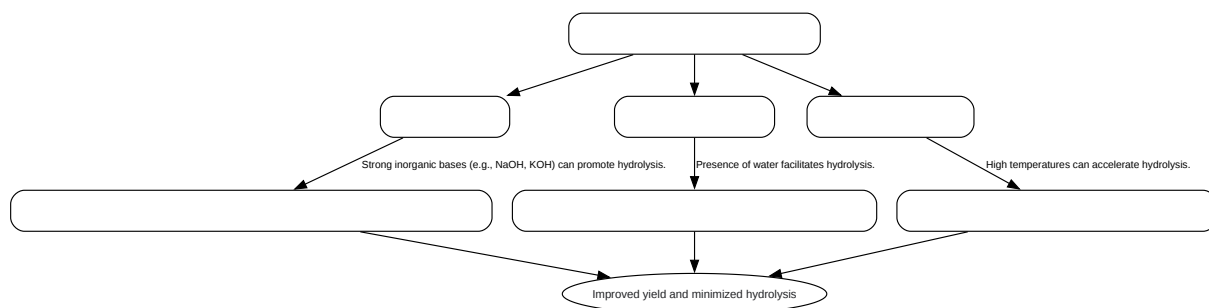 Strong inorganic bases (e.g., NaOH, KOH) can promote hydrolysis.
Presence of water facilitates hydrolysis.
High temperatures can accelerate hydrolysis.
Improved yield and minimized hydrolysis